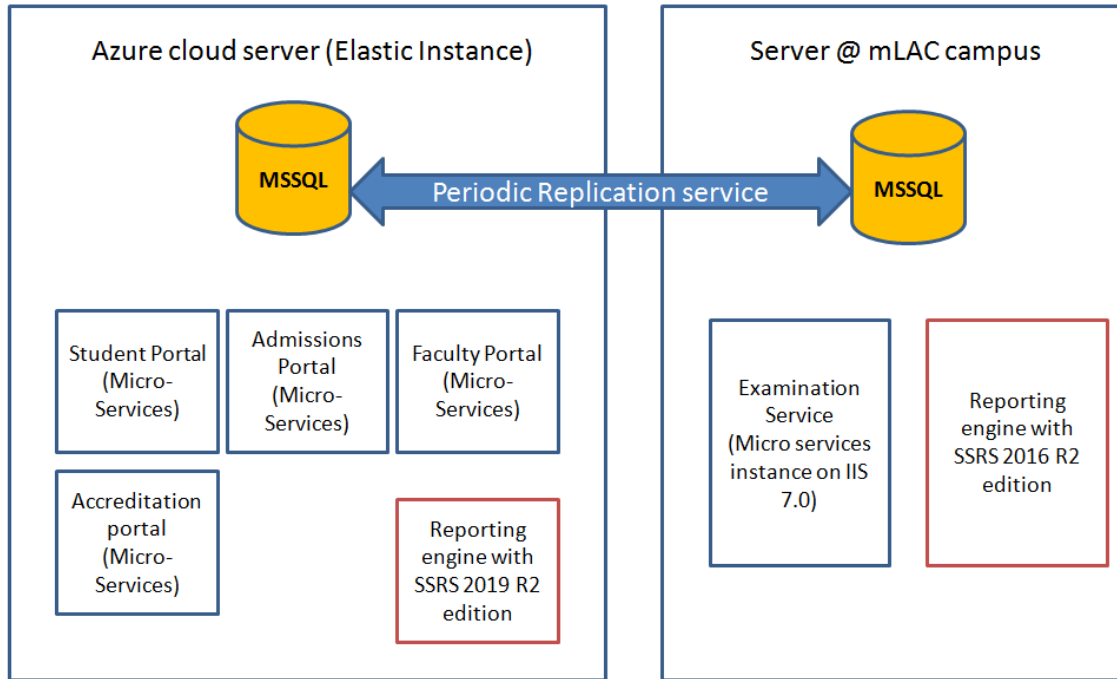 Azure cloud server (Elastic Instance)
MSSQL
Periodic Replication service
Server @ mLAC campus
MSSQL
Student Portal
(Micro-
Services)
Admissions
Portal
(Micro-
Services)
Faculty Portal
(Micro-
Services)
Accreditation
portal
(Micro-
Services)
Reporting
engine with
SSRS 2019 R2
edition
Examination
Service
(Micro services
instance on IIS
7.0)
Reporting
engine with
SSRS 2016 R2
edition